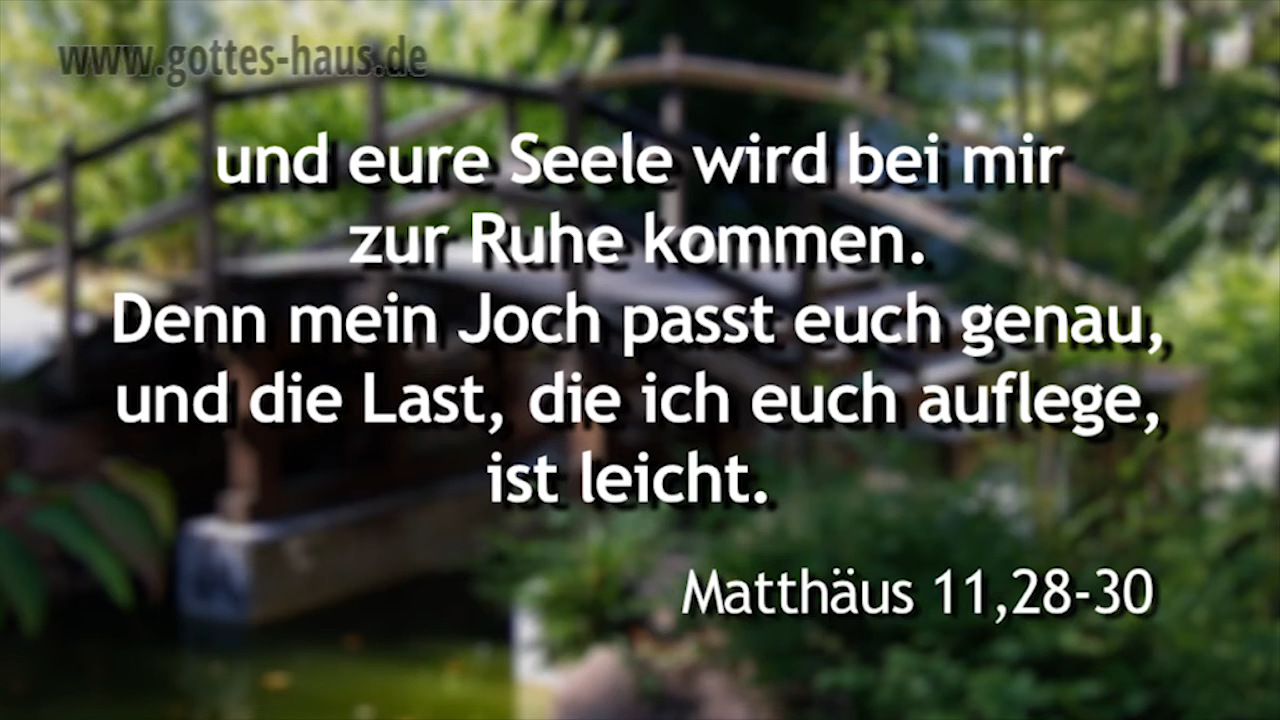 www.gottes-haus.de
und eure Seele wird bei mir
zur Ruhe kommen.
Denn mein Joch passt euch genau,
und die Last, die ich euch auflege,
ist leicht.
Matthäus 11,28-30